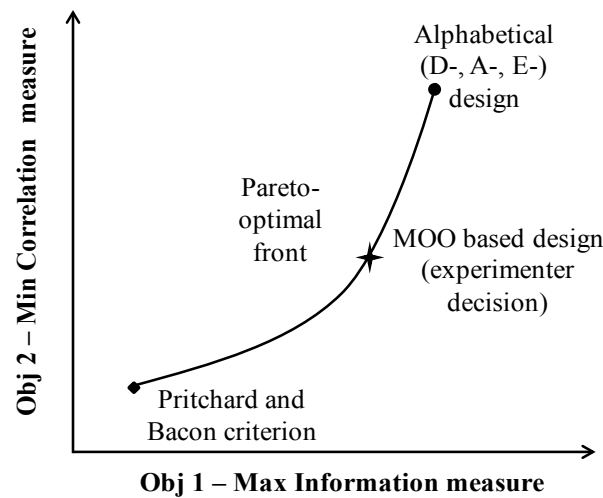 Alphabetical
(D-, A-, E-)
design
Pareto-
optimal
front
MOO based design
(experimenter
decision)
Pritchard and
Bacon criterion
Obj 2 – Min Correlation measure
Obj 1 – Max Information measure